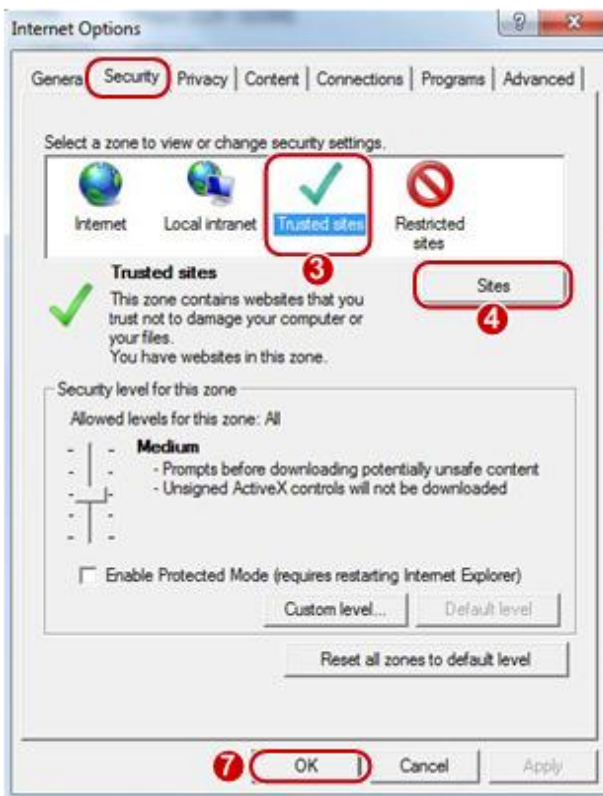 Internet Options
General Security Privacy Content Connections Programs Advanced
Select a zone to view or change security settings.
Internet Local intranet Trusted sites Restricted sites
3
Trusted sites
Sites
4
This zone contains websites that you
trust not to damage your computer or
your files.
You have websites in this zone.
Security level for this zone
Allowed levels for this zone: All
Medium
- Prompts before downloading potentially unsafe content
- Unsigned ActiveX controls will not be downloaded
Enable Protected Mode (requires restarting Internet Explorer)
Custom level... Default level
Reset all zones to default level
7 OK Cancel Apply